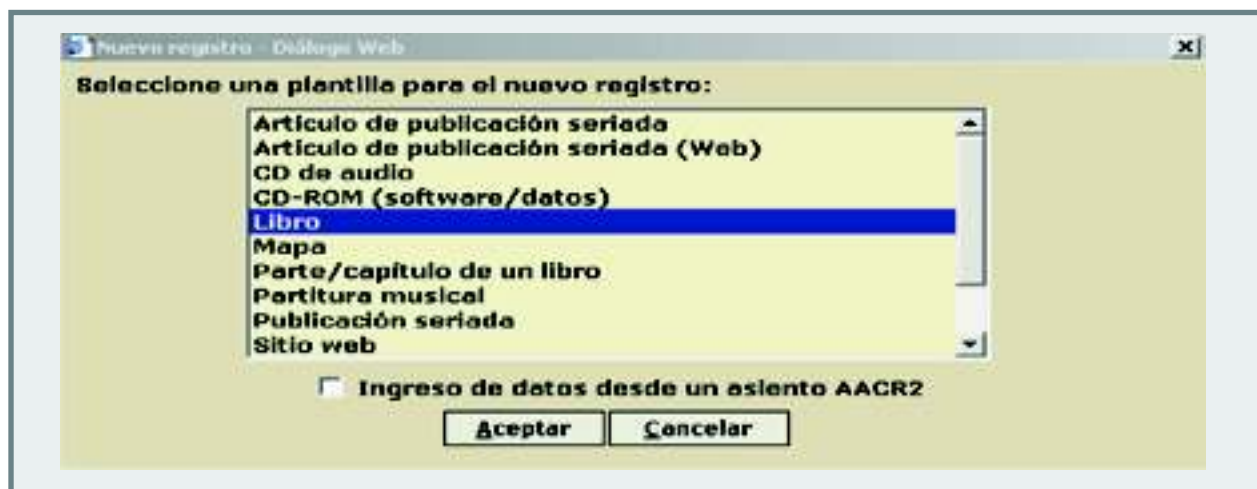 Nuevo registro - Diálogo Web
Seleccione una plantilla para el nuevo registro:
Artículo de publicación seriada
Artículo de publicación seriada (Web)
CD de audio
CD-ROM (software/datos)
Libro
Mapa
Parte/capítulo de un libro
Partitura musical
Publicación seriada
Sitio web
Ingreso de datos desde un asiento AACR2
Aceptar Cancelar